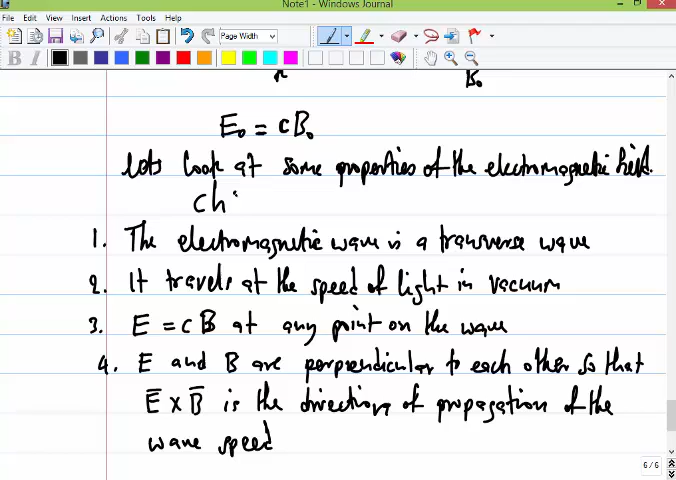 Note1 - Windows Journal
File Edit View Insert Actions Tools Help
Page Width
B I
B₀
E₀ = cB₀
lets look at some properties of the electromagnetic field.
ch
1. The electromagnetic wave is a transverse wave
2. It travels at the speed of light in vacuum
3. E = cB at any point on the wave
4. E and B are perpendicular to each other so that
E̅ x B̅ is the directions of propagation of the
wave speed
6/6